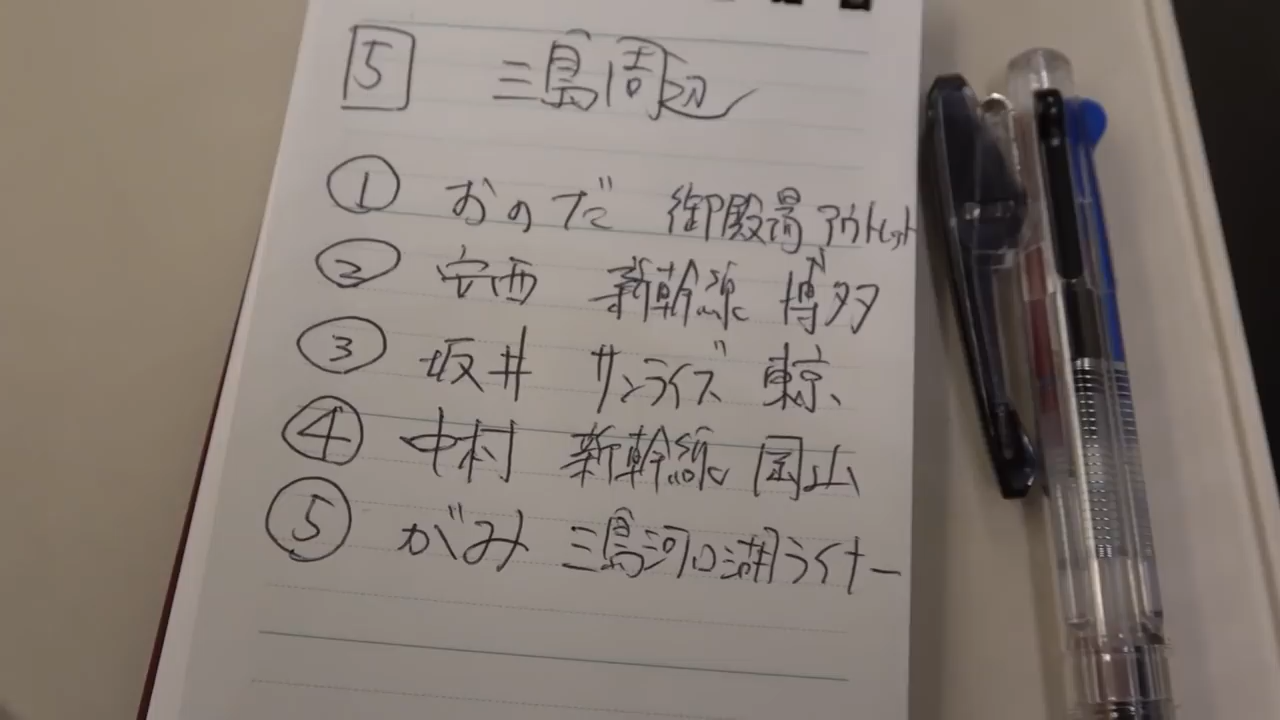 5 三島周辺
① おのだ 御殿場アウトレット
② 安西 新幹線 博多
③ 坂井 サンライズ 東京
④ 中村 新幹線 岡山
⑤ がみ 三島河口湖ライナー